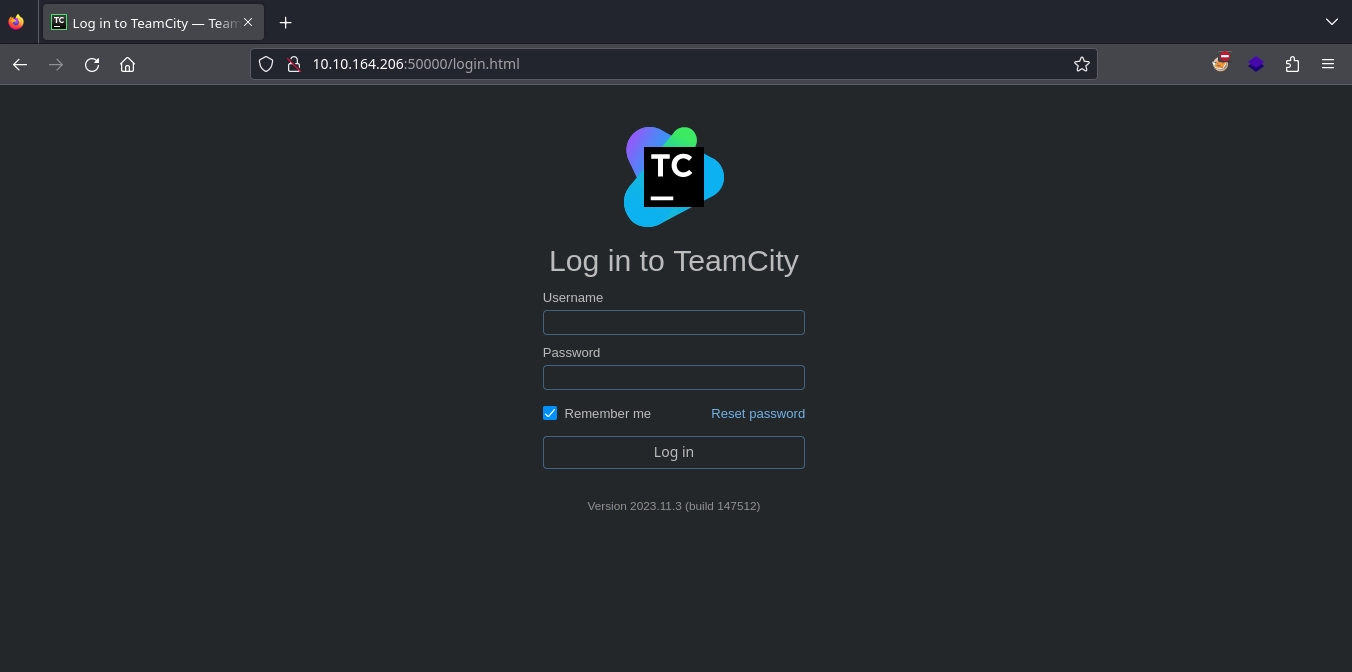 TC
Log in to TeamCity — Team
10.10.164.206:50000/login.html
TC
Log in to TeamCity
Username
Password
Remember me Reset password
Log in
Version 2023.11.3 (build 147512)